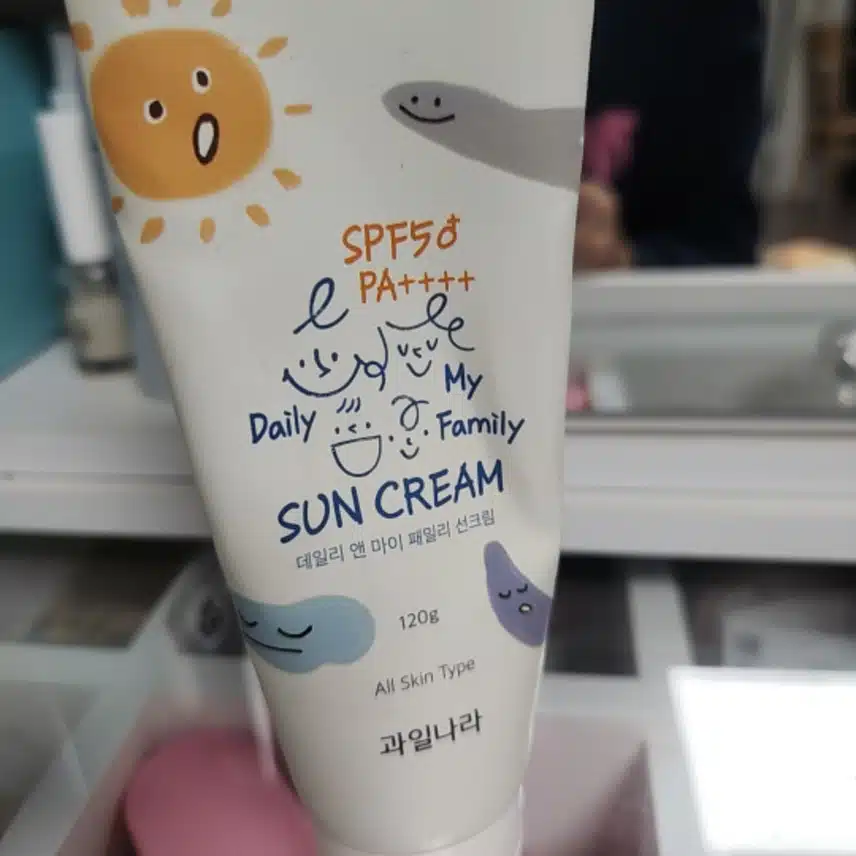 SPF50+
PA++++
Daily My Family
SUN CREAM
데일리 앤 마이 패밀리 선크림
120g
All Skin Type
과일나라